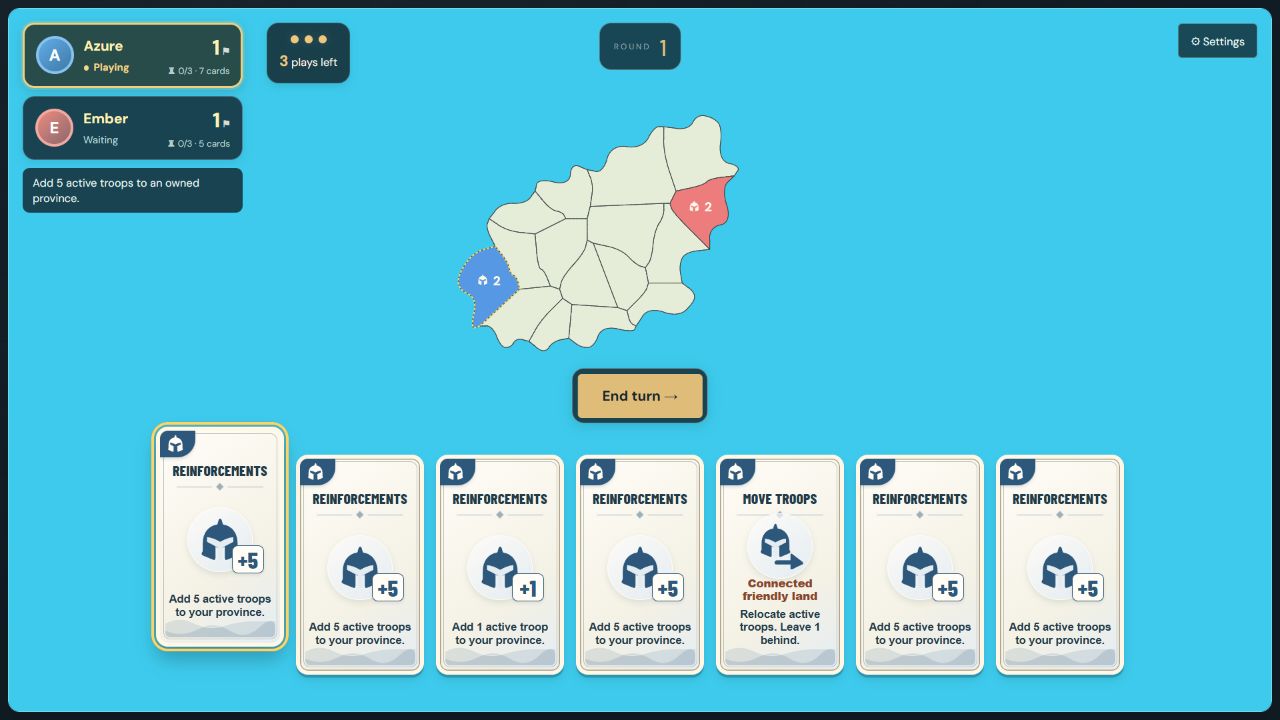 A
Azure
Playing
1
0/3 · 7 cards
E
Ember
Waiting
1
0/3 · 5 cards
Add 5 active troops to an owned
province.
3 plays left
ROUND 1
⚙ Settings
2
2
End turn →
REINFORCEMENTS
+5
Add 5 active troops
to your province.
REINFORCEMENTS
+5
Add 5 active troops
to your province.
REINFORCEMENTS
+1
Add 1 active troop
to your province.
REINFORCEMENTS
+5
Add 5 active troops
to your province.
MOVE TROOPS
Connected
friendly land
Relocate active
troops. Leave 1
behind.
REINFORCEMENTS
+5
Add 5 active troops
to your province.
REINFORCEMENTS
+5
Add 5 active troops
to your province.